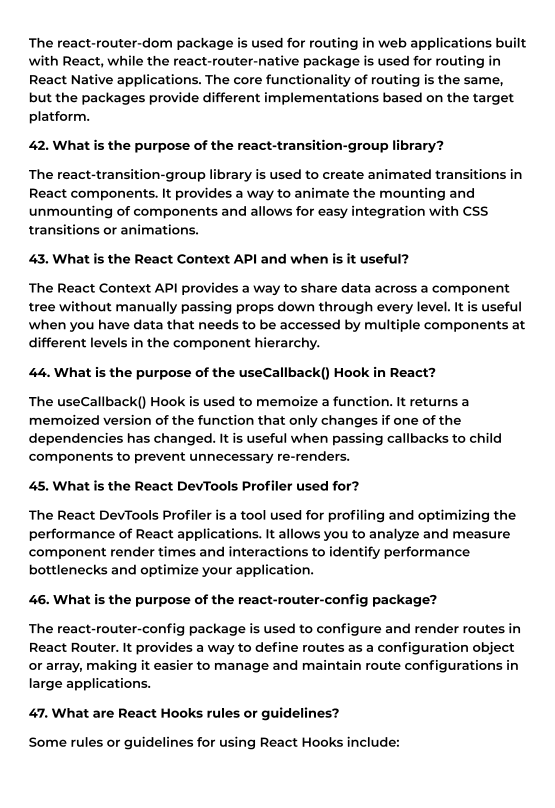 The react-router-dom package is used for routing in web applications built
with React, while the react-router-native package is used for routing in
React Native applications. The core functionality of routing is the same,
but the packages provide different implementations based on the target
platform.
42. What is the purpose of the react-transition-group library?
The react-transition-group library is used to create animated transitions in
React components. It provides a way to animate the mounting and
unmounting of components and allows for easy integration with CSS
transitions or animations.
43. What is the React Context API and when is it useful?
The React Context API provides a way to share data across a component
tree without manually passing props down through every level. It is useful
when you have data that needs to be accessed by multiple components at
different levels in the component hierarchy.
44. What is the purpose of the useCallback() Hook in React?
The useCallback() Hook is used to memoize a function. It returns a
memoized version of the function that only changes if one of the
dependencies has changed. It is useful when passing callbacks to child
components to prevent unnecessary re-renders.
45. What is the React DevTools Profiler used for?
The React DevTools Profiler is a tool used for profiling and optimizing the
performance of React applications. It allows you to analyze and measure
component render times and interactions to identify performance
bottlenecks and optimize your application.
46. What is the purpose of the react-router-config package?
The react-router-config package is used to configure and render routes in
React Router. It provides a way to define routes as a configuration object
or array, making it easier to manage and maintain route configurations in
large applications.
47. What are React Hooks rules or guidelines?
Some rules or guidelines for using React Hooks include: